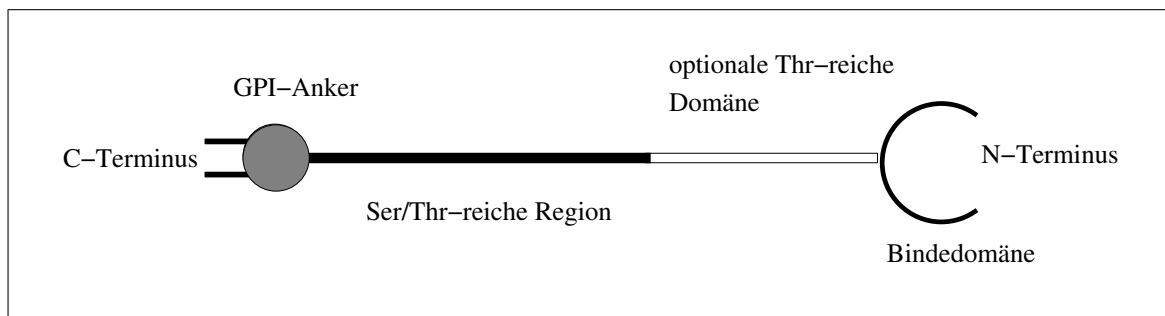 optionale Thr−reiche
Domäne
GPI−Anker
C−Terminus
N−Terminus
Ser/Thr−reiche Region
Bindedomäne